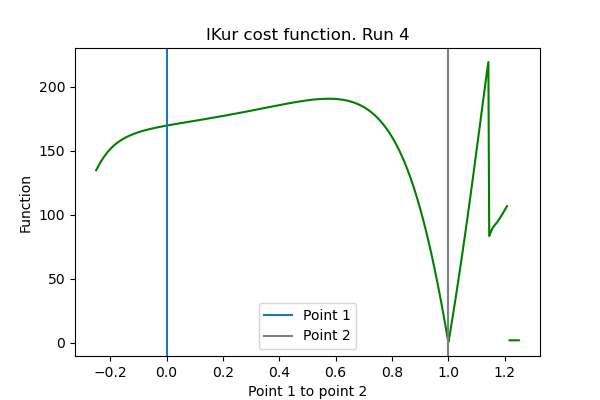 IKur cost function. Run 4
Function
200
150
100
50
0
Point 1
Point 2
−0.2 0.0 0.2 0.4 0.6 0.8 1.0 1.2
Point 1 to point 2